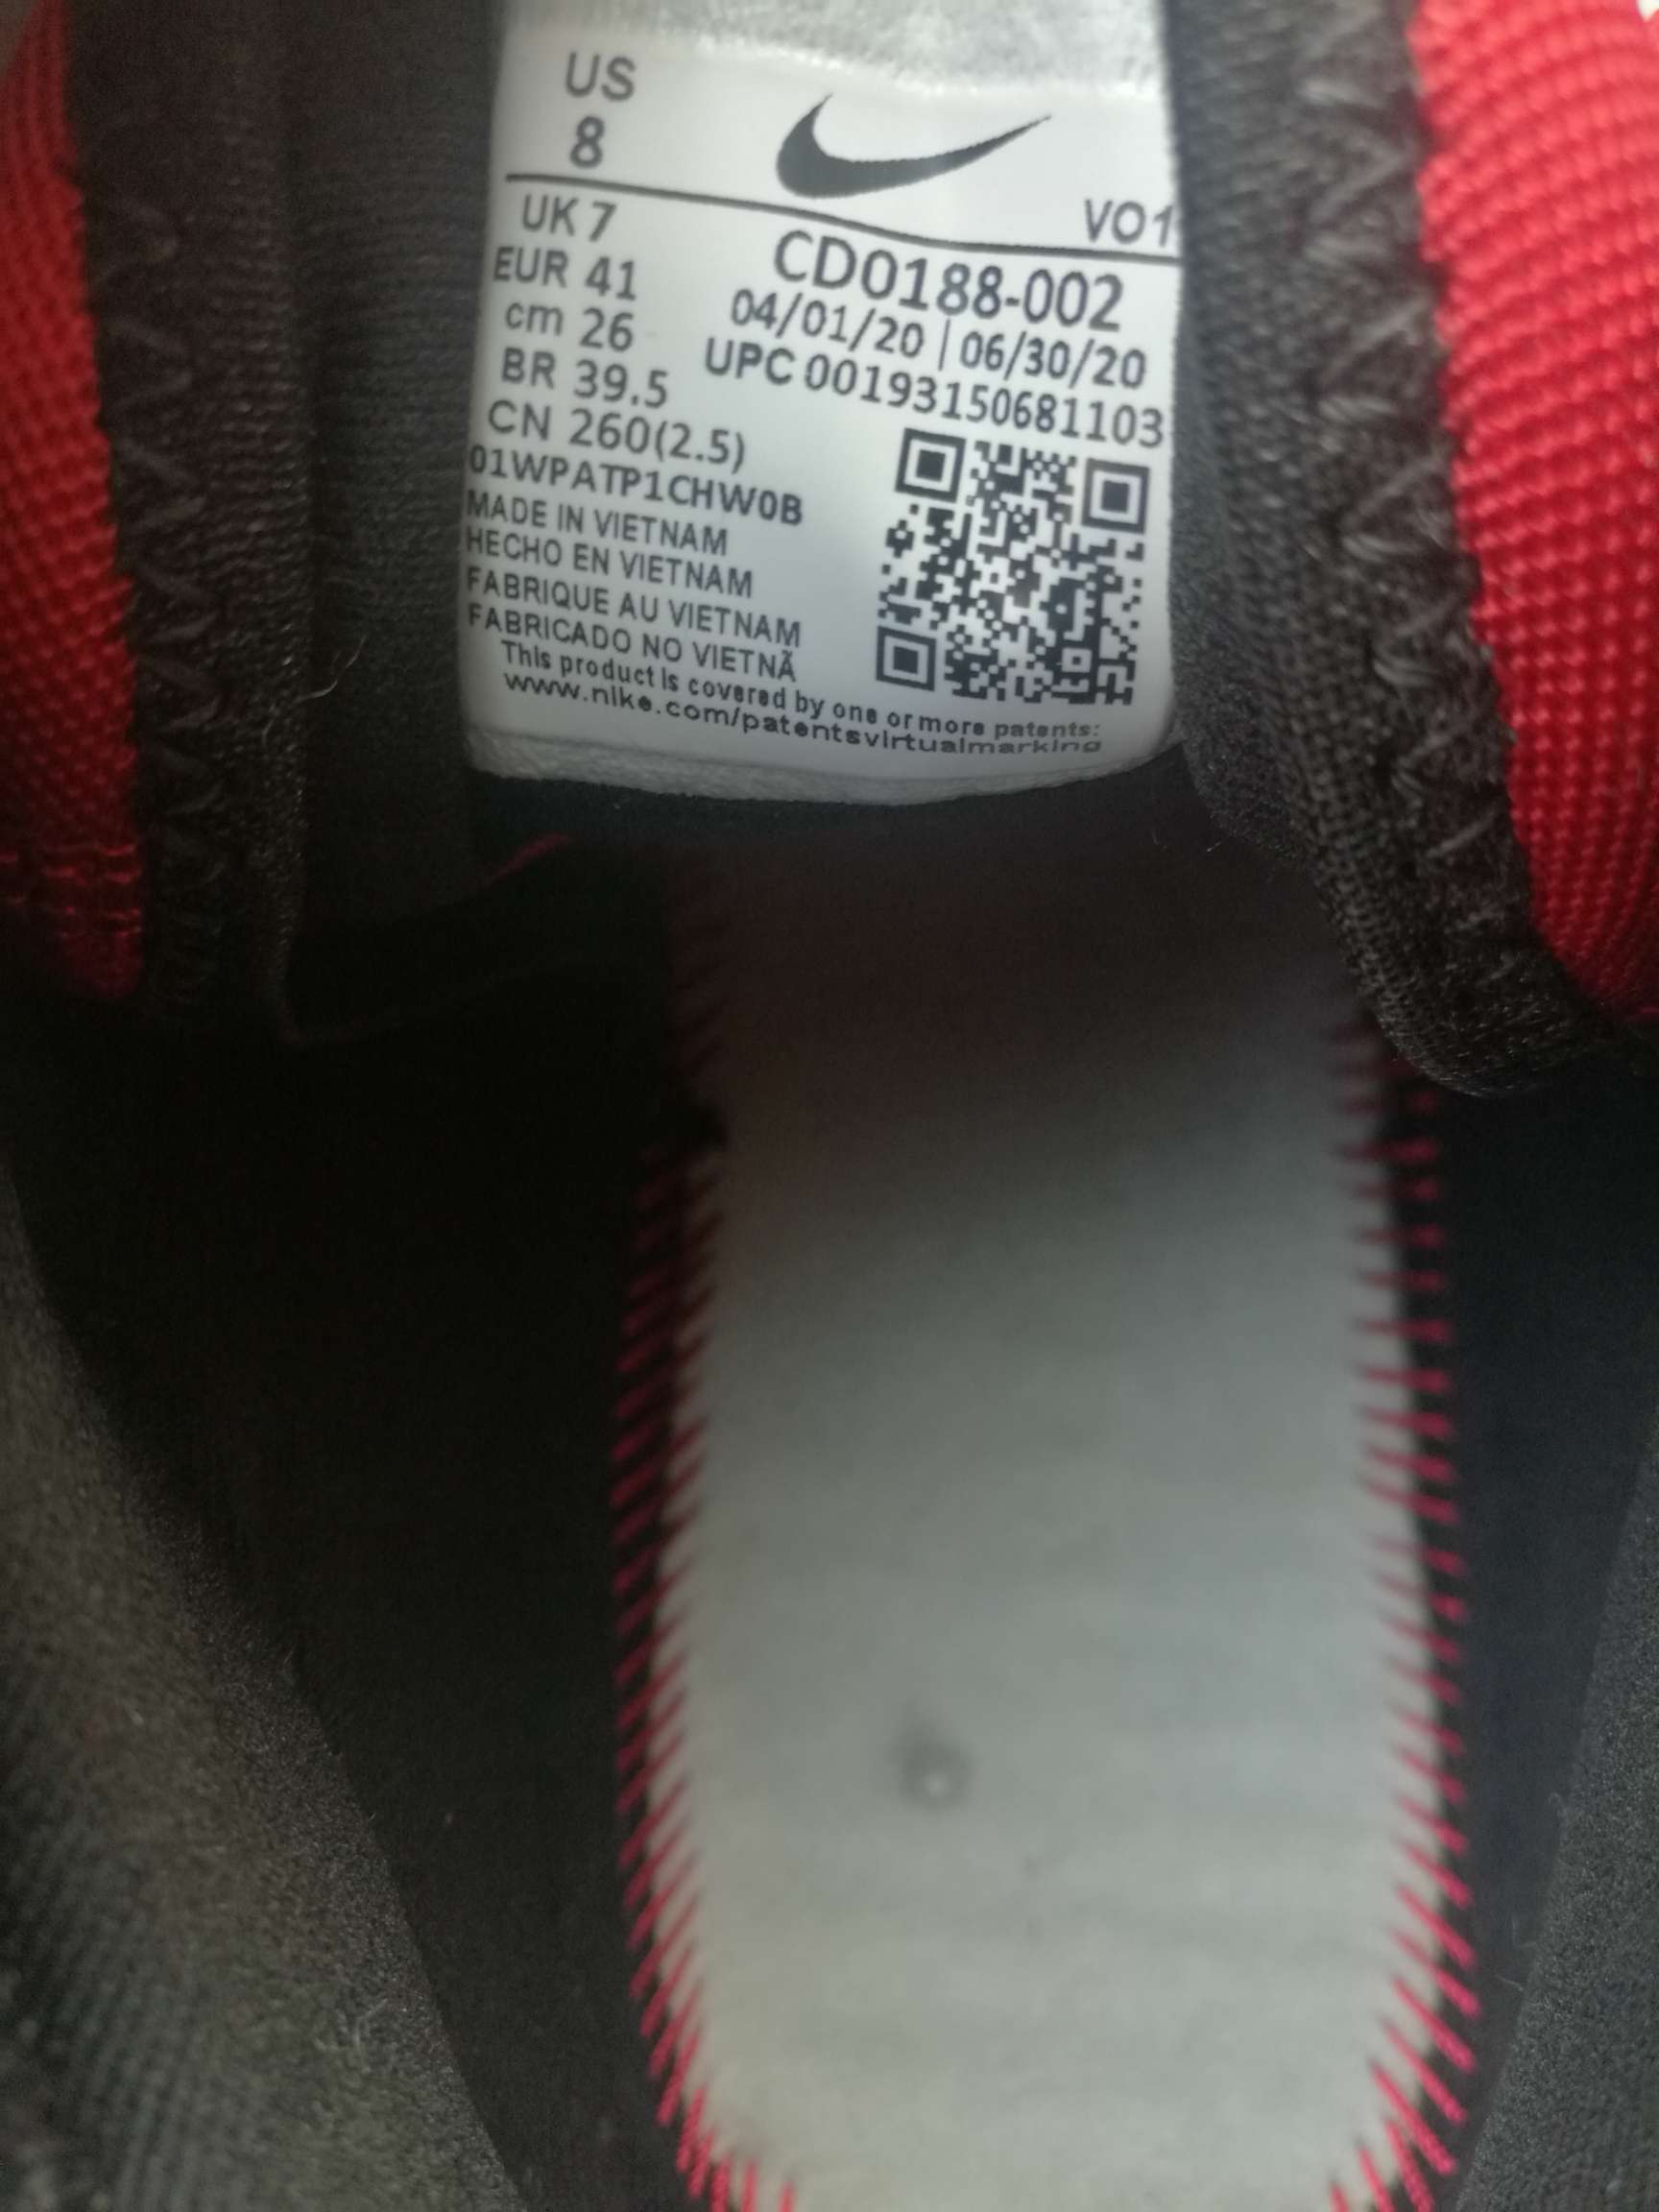 US
8
VO1
UK 7
EUR 41
cm 26
BR 39.5
CN 260(2.5)
CD0188-002
04/01/20 | 06/30/20
UPC 00193150681103
01WPATP1CHW0B
MADE IN VIETNAM
HECHO EN VIETNAM
FABRIQUE AU VIETNAM
FABRICADO NO VIETNÃ
This product is covered by one or more patents:
www.nike.com/patentsvirtualmarking